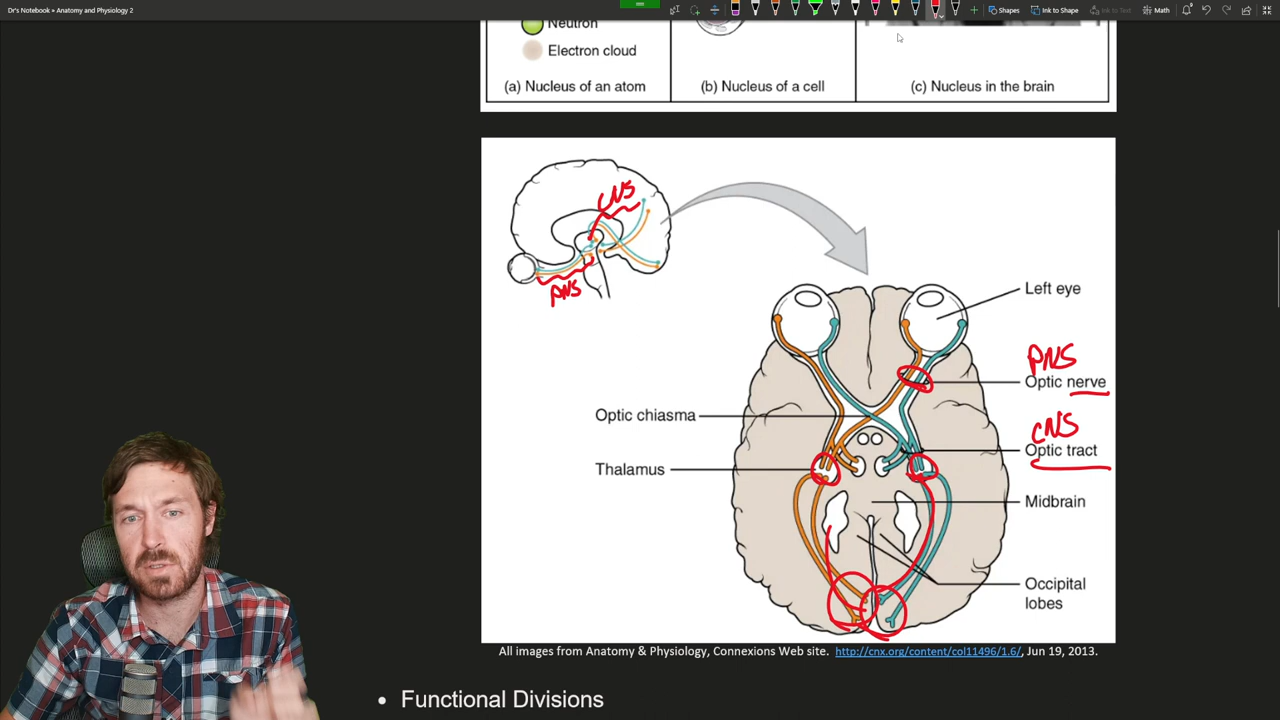 Dr's Notebook » Anatomy and Physiology 2
Shapes
Ink to Shape
Ink to Text
Math
Neutron
Electron cloud
(a) Nucleus of an atom
(b) Nucleus of a cell
(c) Nucleus in the brain
CNS
PNS
Left eye
PNS
Optic nerve
Optic chiasma
CNS
Optic tract
Thalamus
Midbrain
Occipital
lobes
All images from Anatomy & Physiology, Connexions Web site. http://cnx.org/content/col11496/1.6/, Jun 19, 2013.
• Functional Divisions